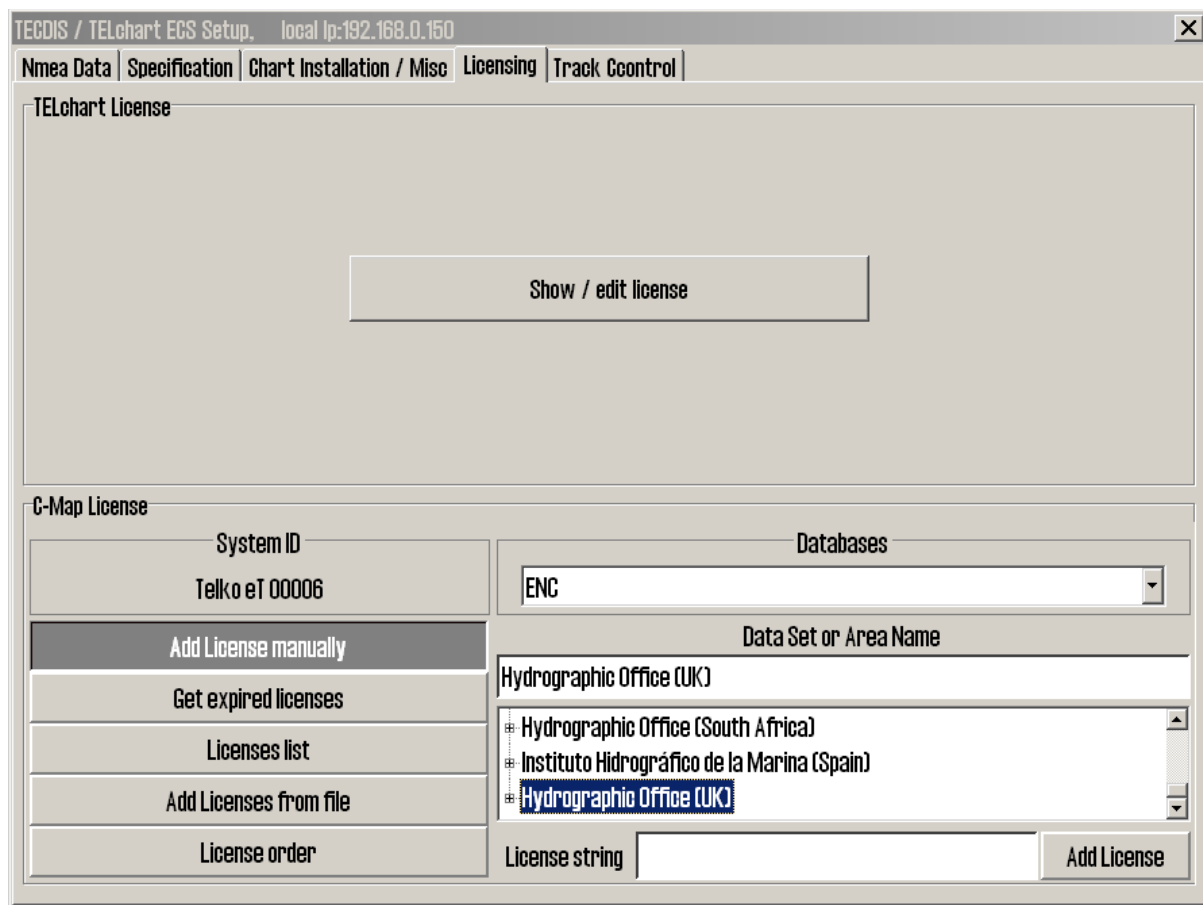 TECDIS / TELchart ECS Setup,    local Ip:192.168.0.150
Nmea Data Specification Chart Installation / Misc Licensing Track Ccontrol
TELchart License
Show / edit license
C-Map License
System ID
Telko eT 00006
Add License manually
Get expired licenses
Licenses list
Add Licenses from file
License order
Databases
ENC
Data Set or Area Name
Hydrographic Office (UK)
Hydrographic Office (South Africa)
Instituto Hidrográfico de la Marina (Spain)
Hydrographic Office (UK)
License string
Add License